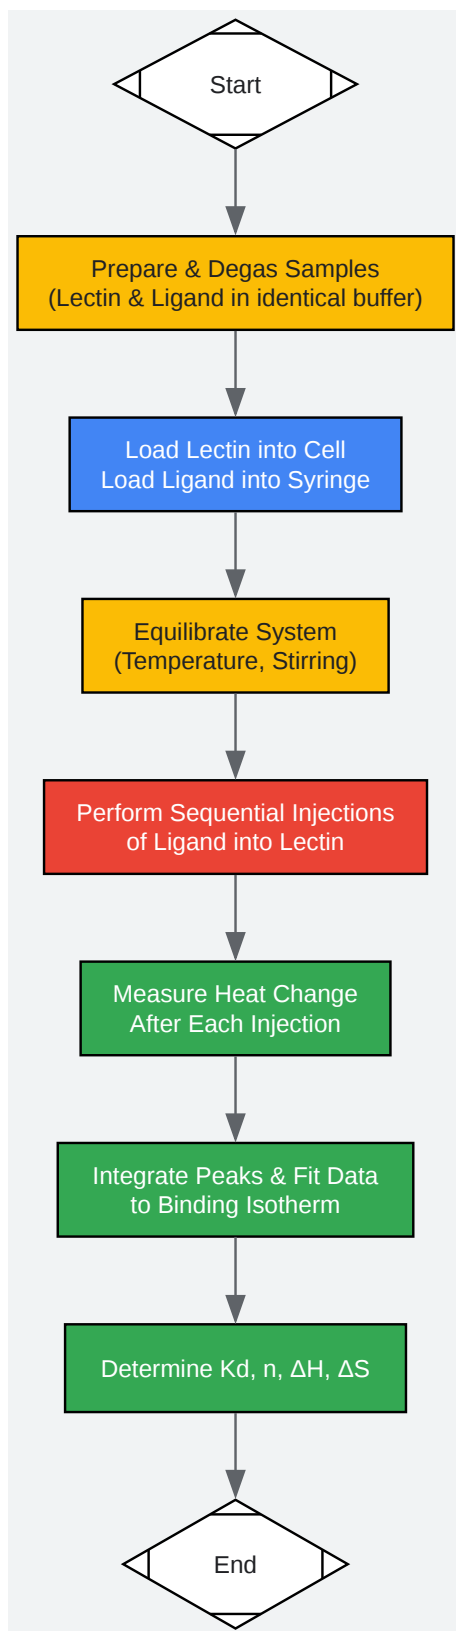 Start
Prepare & Degas Samples
(Lectin & Ligand in identical buffer)
Load Lectin into Cell
Load Ligand into Syringe
Equilibrate System
(Temperature, Stirring)
Perform Sequential Injections
of Ligand into Lectin
Measure Heat Change
After Each Injection
Integrate Peaks & Fit Data
to Binding Isotherm
Determine Kd, n, ΔH, ΔS
End